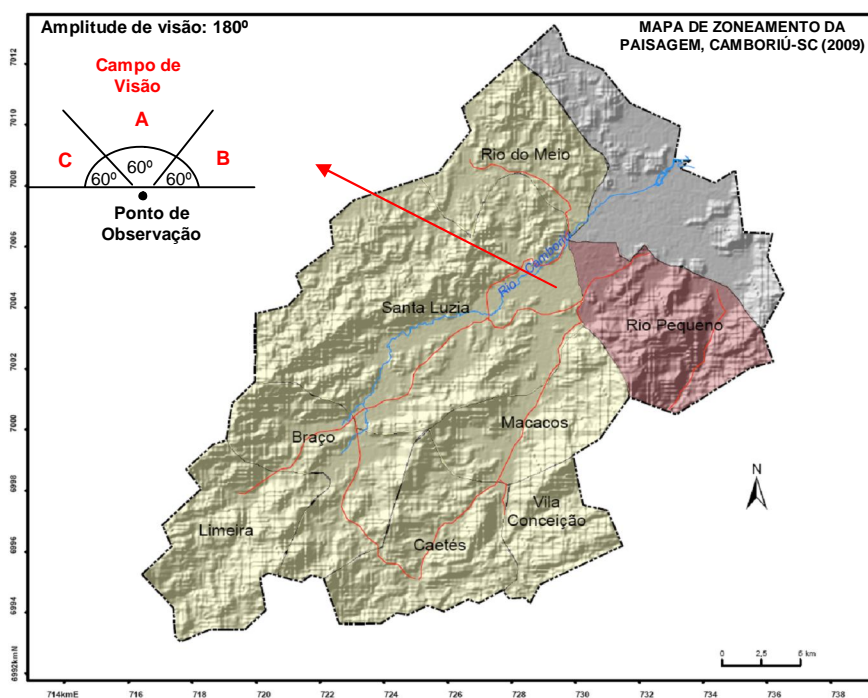 Amplitude de visão: 180º
MAPA DE ZONEAMENTO DA
PAISAGEM, CAMBORIÚ-SC (2009)
Campo de
Visão
A
C
B
60º
60º
60º
Ponto de
Observação
Rio do Meio
Rio Camboriú
Santa Luzia
Rio Pequeno
Macacos
Braço
Vila
Conceição
Limeira
Caetés
N
0
2,5
5 km
7012
7010
7008
7006
7004
7002
7000
6998
6996
6994
6992kmN
714kmE
716
718
720
722
724
726
728
730
732
734
736
738